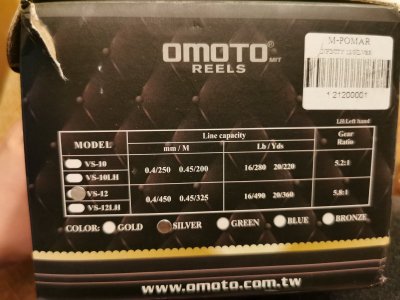 OMOTO®
MIT
REELS
M-POMAR
1 21200001
LH:Left hand
MODEL
Line capacity
Gear Ratio
mm / M
Lb / Yds
VS-10
VS-10LH
0.4/250 0.45/200
16/280 20/220
5.2:1
VS-12
VS-12LH
0.4/450 0.45/325
16/490 20/360
5.8:1
COLOR: GOLD SILVER GREEN BLUE BRONZE
www.omoto.com.tw